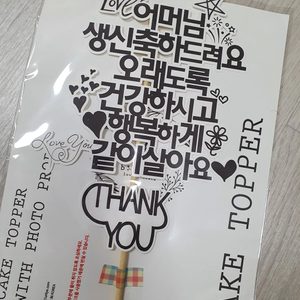 Love 어머님
생신축하드려요
오래도록
건강하시고
행복하게
같이살아요
Love You
THANK
YOU
CAKE TOPPER
WITH PHOTO PROP
CAKE TOPPER